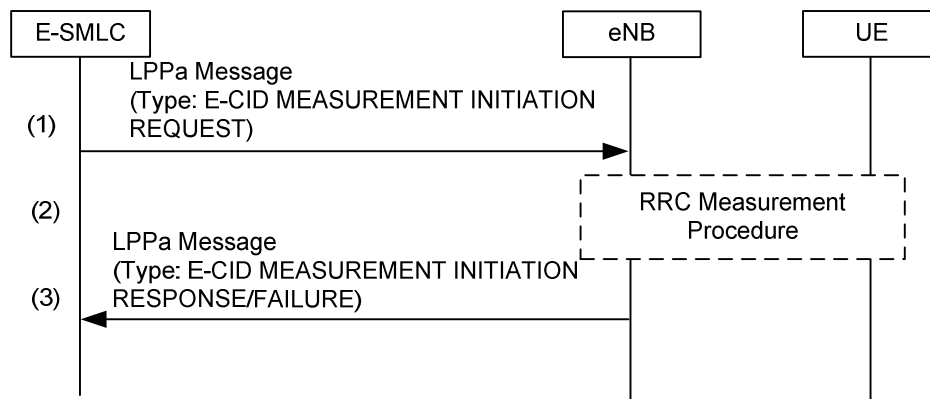 E-SMLC
eNB
UE
LPPa Message
(Type: E-CID MEASUREMENT INITIATION
REQUEST)
(1)
(2)
RRC Measurement
Procedure
LPPa Message
(Type: E-CID MEASUREMENT INITIATION
RESPONSE/FAILURE)
(3)